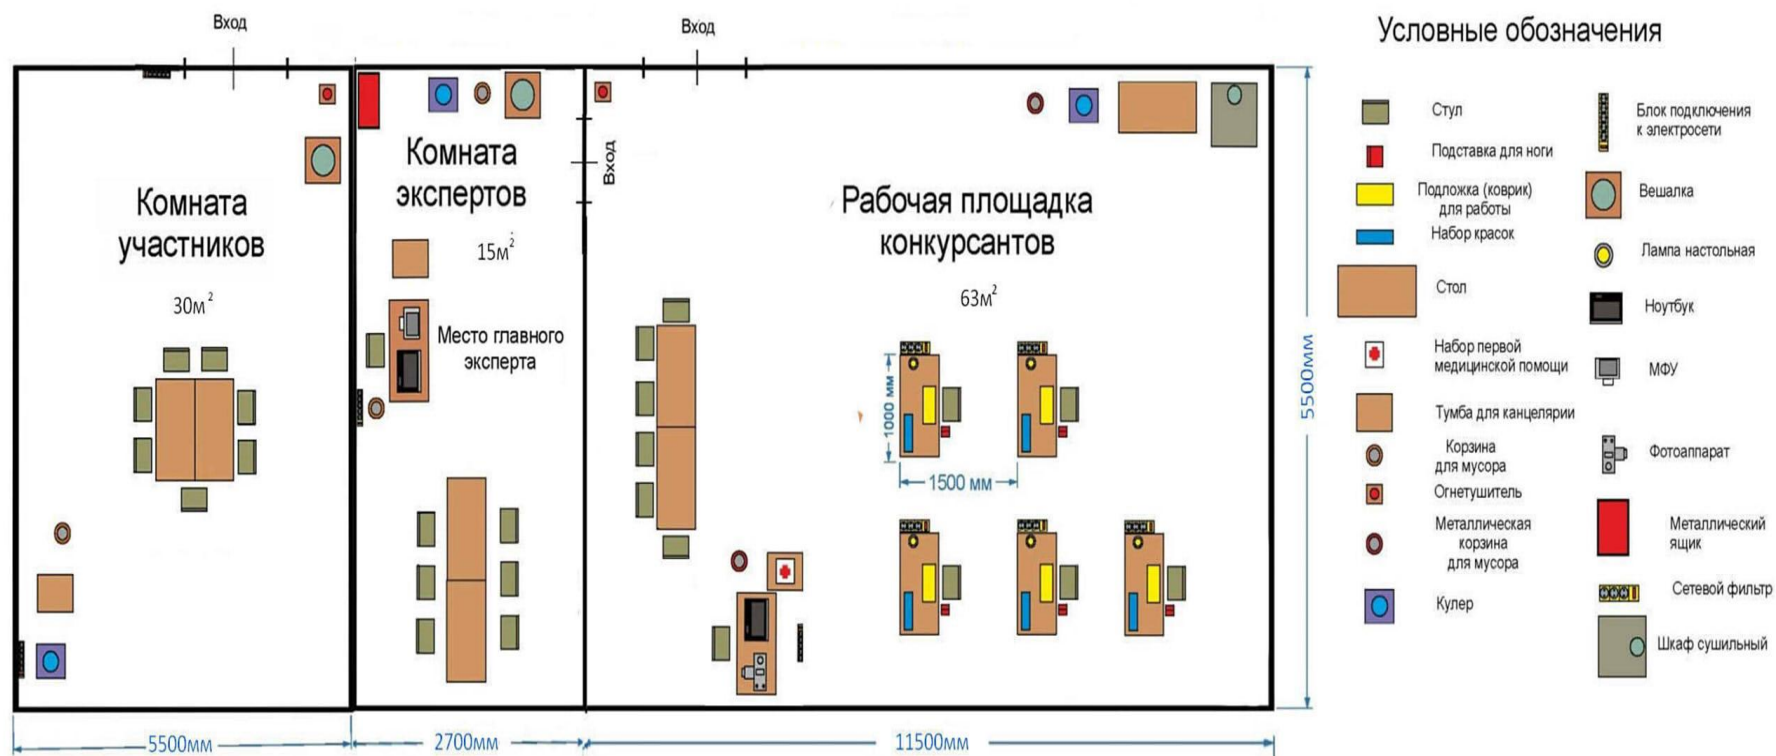 Вход
Вход
Условные обозначения
Комната
участников
30м²
Комната
экспертов
15м²
Вход
Место главного
эксперта
Рабочая площадка
конкурсантов
63м²
1000 мм
1500 мм
5500мм
5500мм
2700мм
11500мм
Стул
Подставка для ноги
Подложка (коврик)
для работы
Набор красок
Стол
Набор первой
медицинской помощи
Тумба для канцелярии
Корзина
для мусора
Огнетушитель
Металлическая
корзина
для мусора
Кулер
Блок подключения
к электросети
Вешалка
Лампа настольная
Ноутбук
МФУ
Фотоаппарат
Металлический
ящик
Сетевой фильтр
Шкаф сушильный